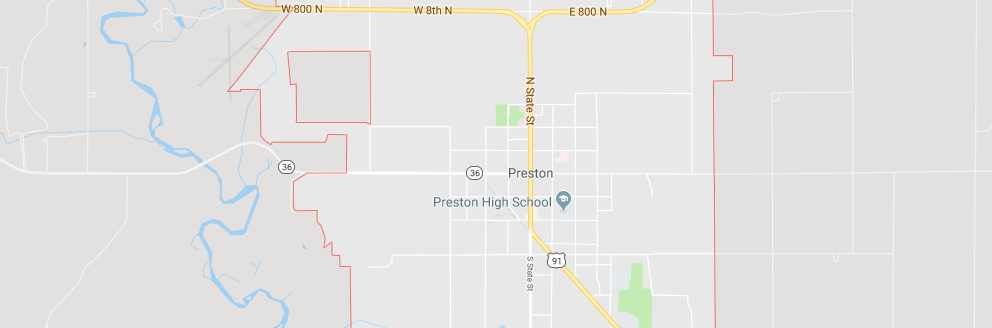 W 800 N
W 8th N
E 800 N
N State St
36
36
Preston
Preston High School
91
S State St